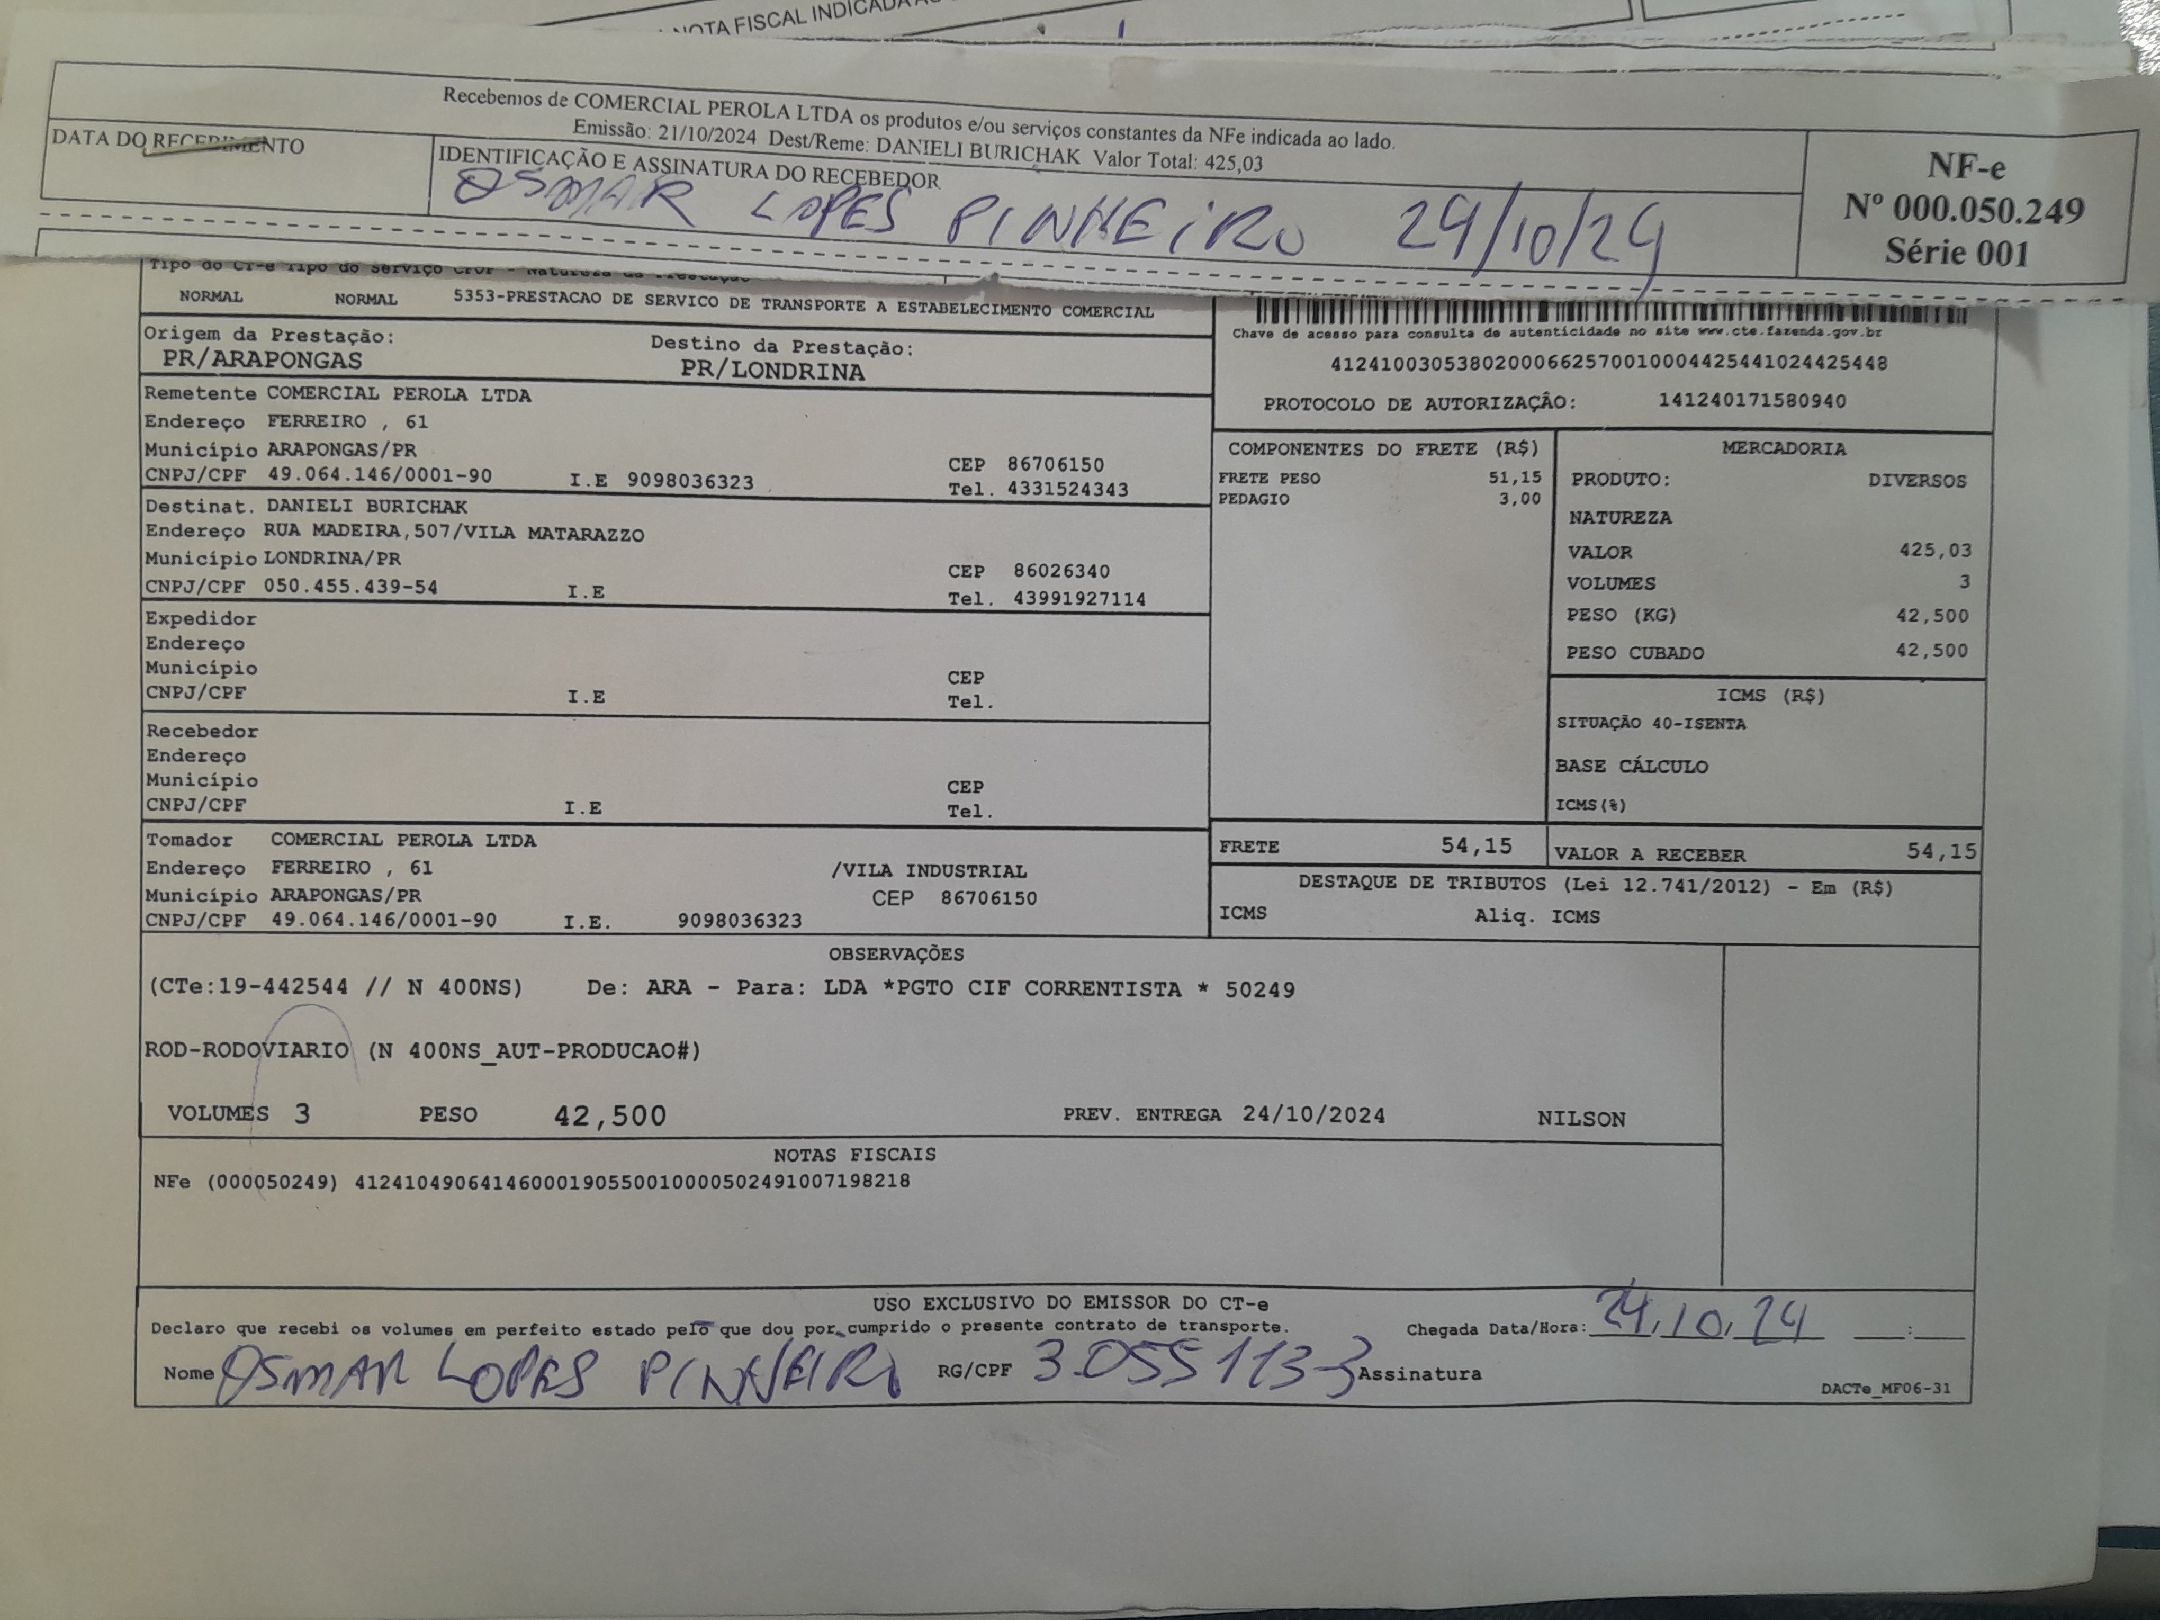 NOTA FISCAL INDICADA
Recebemos de COMERCIAL PEROLA LTDA os produtos e/ou serviços constantes da NFe indicada ao lado.
Emissão: 21/10/2024 Dest/Reme: DANIELI BURICHAK Valor Total: 425,03
DATA DO RECEBIMENTO
IDENTIFICAÇÃO E ASSINATURA DO RECEBEDOR
OSMAR LOPES PINHEIRO 24/10/24
NF-e
Nº 000.050.249
Série 001
Tipo do CT-e Tipo do Serviço CFOP - Natureza da Prestação
NORMAL NORMAL 5353-PRESTACAO DE SERVICO DE TRANSPORTE A ESTABELECIMENTO COMERCIAL
Chave de acesso para consulta de autenticidade no site www.cte.fazenda.gov.br
41241003053802000662570010004425441024425448
PROTOCOLO DE AUTORIZAÇÃO: 141240171580940
Origem da Prestação: Destino da Prestação:
PR/ARAPONGAS PR/LONDRINA
Remetente COMERCIAL PEROLA LTDA
Endereço FERREIRO , 61
Município ARAPONGAS/PR CEP 86706150
CNPJ/CPF 49.064.146/0001-90 I.E 9098036323 Tel. 4331524343
Destinat. DANIELI BURICHAK
Endereço RUA MADEIRA,507/VILA MATARAZZO
Município LONDRINA/PR CEP 86026340
CNPJ/CPF 050.455.439-54 I.E Tel. 43991927114
Expedidor
Endereço
Município CEP
CNPJ/CPF I.E Tel.
Recebedor
Endereço
Município CEP
CNPJ/CPF I.E Tel.
Tomador COMERCIAL PEROLA LTDA
Endereço FERREIRO , 61 /VILA INDUSTRIAL
Município ARAPONGAS/PR CEP 86706150
CNPJ/CPF 49.064.146/0001-90 I.E. 9098036323
COMPONENTES DO FRETE (R$)
FRETE PESO 51,15
PEDAGIO 3,00
MERCADORIA
PRODUTO: DIVERSOS
NATUREZA
VALOR 425,03
VOLUMES 3
PESO (KG) 42,500
PESO CUBADO 42,500
ICMS (R$)
SITUAÇÃO 40-ISENTA
BASE CÁLCULO
ICMS(%)
FRETE 54,15 VALOR A RECEBER 54,15
DESTAQUE DE TRIBUTOS (Lei 12.741/2012) - Em (R$)
ICMS Aliq. ICMS
OBSERVAÇÕES
(CTe:19-442544 // N 400NS) De: ARA - Para: LDA *PGTO CIF CORRENTISTA * 50249
ROD-RODOVIARIO (N 400NS_AUT-PRODUCAO#)
VOLUMES 3 PESO 42,500 PREV. ENTREGA 24/10/2024 NILSON
NOTAS FISCAIS
NFe (000050249) 41241049064146000190550010000502491007198218
USO EXCLUSIVO DO EMISSOR DO CT-e
Declaro que recebi os volumes em perfeito estado pelo que dou por cumprido o presente contrato de transporte. Chegada Data/Hora: 24,10,24 __:__
Nome OSMAR LOPES PINHEIRO RG/CPF 3.0551133 Assinatura
DACTe_MF06-31